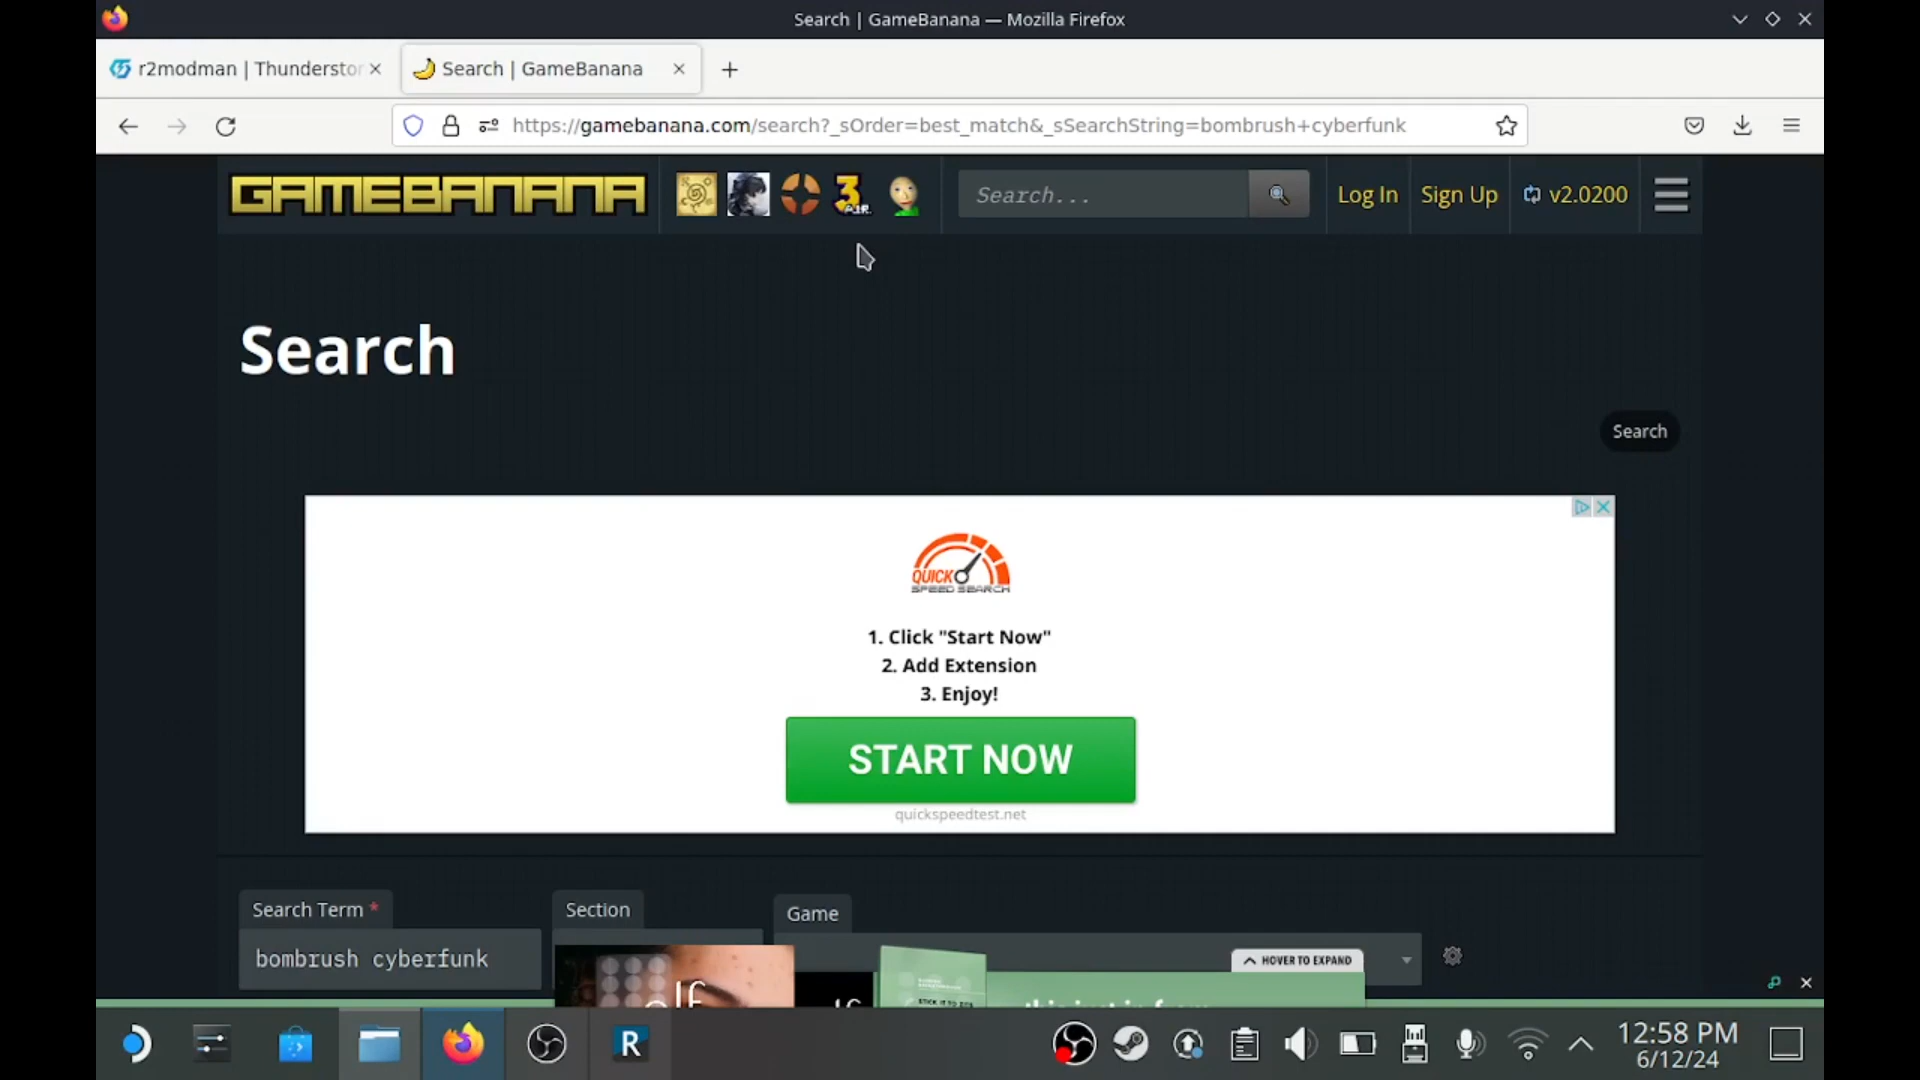 Search | GameBanana — Mozilla Firefox
r2modman | Thunderstor
Search | GameBanana
https://gamebanana.com/search?_sOrder=best_match&_sSearchString=bombrush+cyberfunk
GAMEBANANA
3
A.I.R.
Search...
Log In
Sign Up
v2.0200
Search
Search
QUICK
SPEED SEARCH
1. Click "Start Now"
2. Add Extension
3. Enjoy!
START NOW
quickspeedtest.net
Search Term *
Section
Game
bombrush cyberfunk
HOVER TO EXPAND
elf
R
12:58 PM
6/12/24